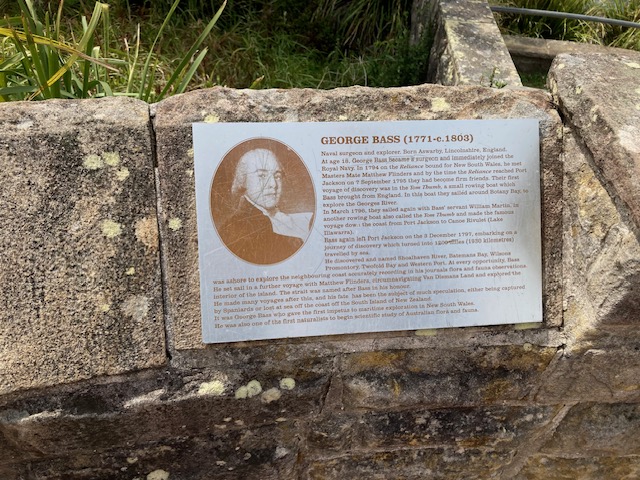 GEORGE BASS (1771-c.1803)
Naval surgeon and explorer. Born Aswarby, Lincolnshire, England.
At age 18, George Bass became a surgeon and immediately joined the
Royal Navy. In 1794 on the Reliance bound for New South Wales, he met
Masters Mate Matthew Flinders and by the time the Reliance reached Port
Jackson on 7 September 1795 they had become firm friends. Their first
voyage of discovery was in the Tom Thumb, a small rowing boat which
Bass brought from England. In this boat they sailed around Botany Bay, to
explore the Georges River.
In March 1796, they sailed again with Bass' servant William Martin, in
another rowing boat also called the Tom Thumb and made the famous
voyage down the coast from Port Jackson to Canoe Rivulet (Lake
Illawarra).
Bass again left Port Jackson on the 3 December 1797, embarking on a
journey of discovery which turned into 1200 miles (1930 kilometres)
travelled by sea.
He discovered and named Shoalhaven River, Batemans Bay, Wilsons
Promontory, Twofold Bay and Western Port. At every opportunity, Bass
was ashore to explore the neighbouring coast accurately recording in his journals flora and fauna observations.
He set sail in a further voyage with Matthew Flinders, circumnavigating Van Diemens Land and explored the
interior of the island. The strait was named after Bass in his honour.
He made many voyages after this, and his fate has been the subject of much speculation, either being captured
by Spaniards or lost at sea off the coast off the South Island of New Zealand.
It was George Bass who gave the first impetus to maritime exploration in New South Wales.
He was also one of the first naturalists to begin scientific study of Australian flora and fauna.